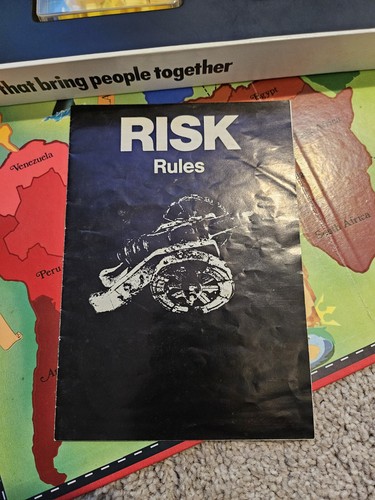 that bring people together
RISK
Rules
Venezuela
Egypt
Peru
South Africa